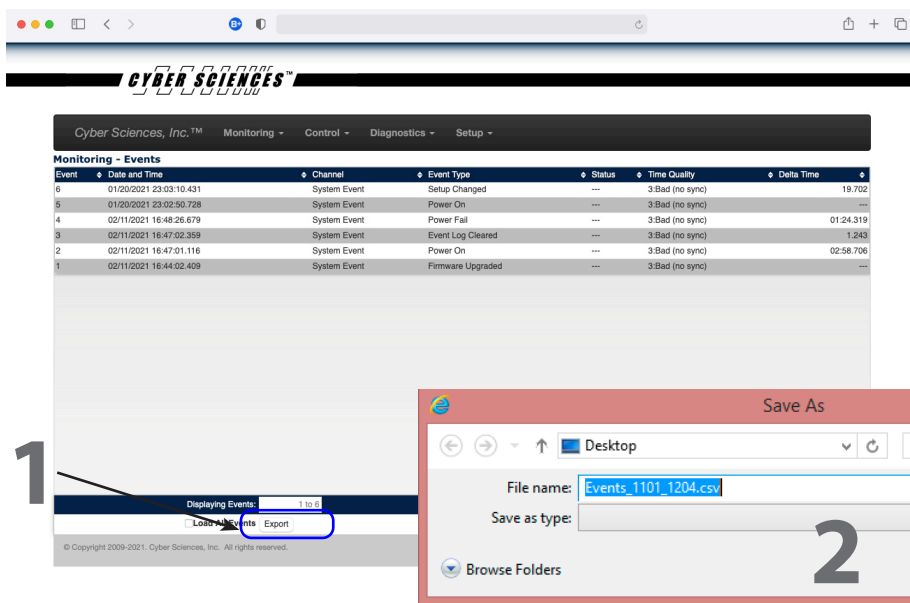 CYBER SCIENCES™
Cyber Sciences, Inc.™ Monitoring Control Diagnostics Setup
Monitoring - Events
Event Date and Time Channel Event Type Status Time Quality Delta Time
6 01/20/2021 23:03:10.431 System Event Setup Changed --- 3:Bad (no sync) 19.702
5 01/20/2021 23:02:50.728 System Event Power On --- 3:Bad (no sync) ---
4 02/11/2021 16:48:26.679 System Event Power Fail --- 3:Bad (no sync) 01:24.319
3 02/11/2021 16:47:02.359 System Event Event Log Cleared --- 3:Bad (no sync) 1.243
2 02/11/2021 16:47:01.116 System Event Power On --- 3:Bad (no sync) 02:58.706
1 02/11/2021 16:44:02.409 System Event Firmware Upgraded --- 3:Bad (no sync) ---
Save As
Desktop
1
File name: Events_1101_1204.csv
Displaying Events: 1 to 6
Save as type:
Load All Events Export
2
© Copyright 2009-2021. Cyber Sciences, Inc. All rights reserved.
Browse Folders